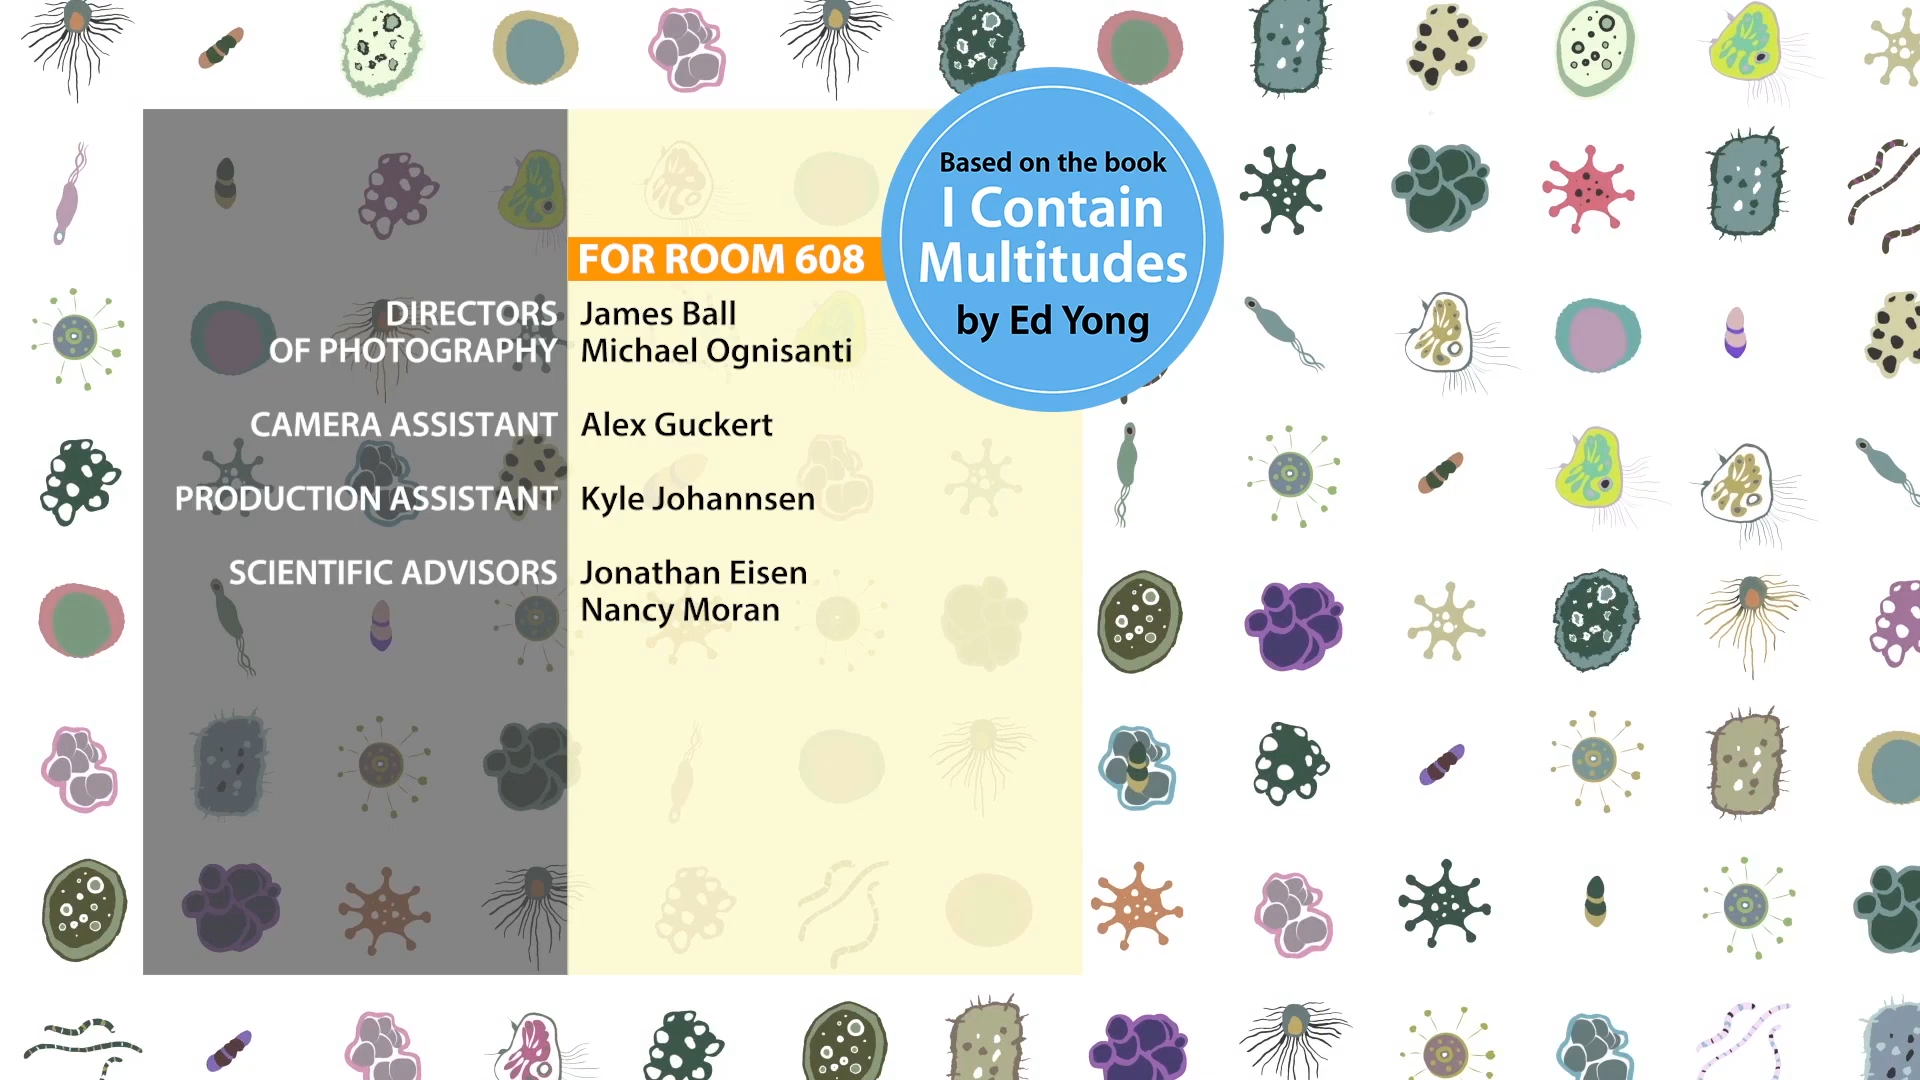 Based on the book
I Contain
Multitudes
by Ed Yong
FOR ROOM 608
DIRECTORS OF PHOTOGRAPHY
James Ball
Michael Ognisanti
CAMERA ASSISTANT Alex Guckert
PRODUCTION ASSISTANT Kyle Johannsen
SCIENTIFIC ADVISORS Jonathan Eisen
Nancy Moran